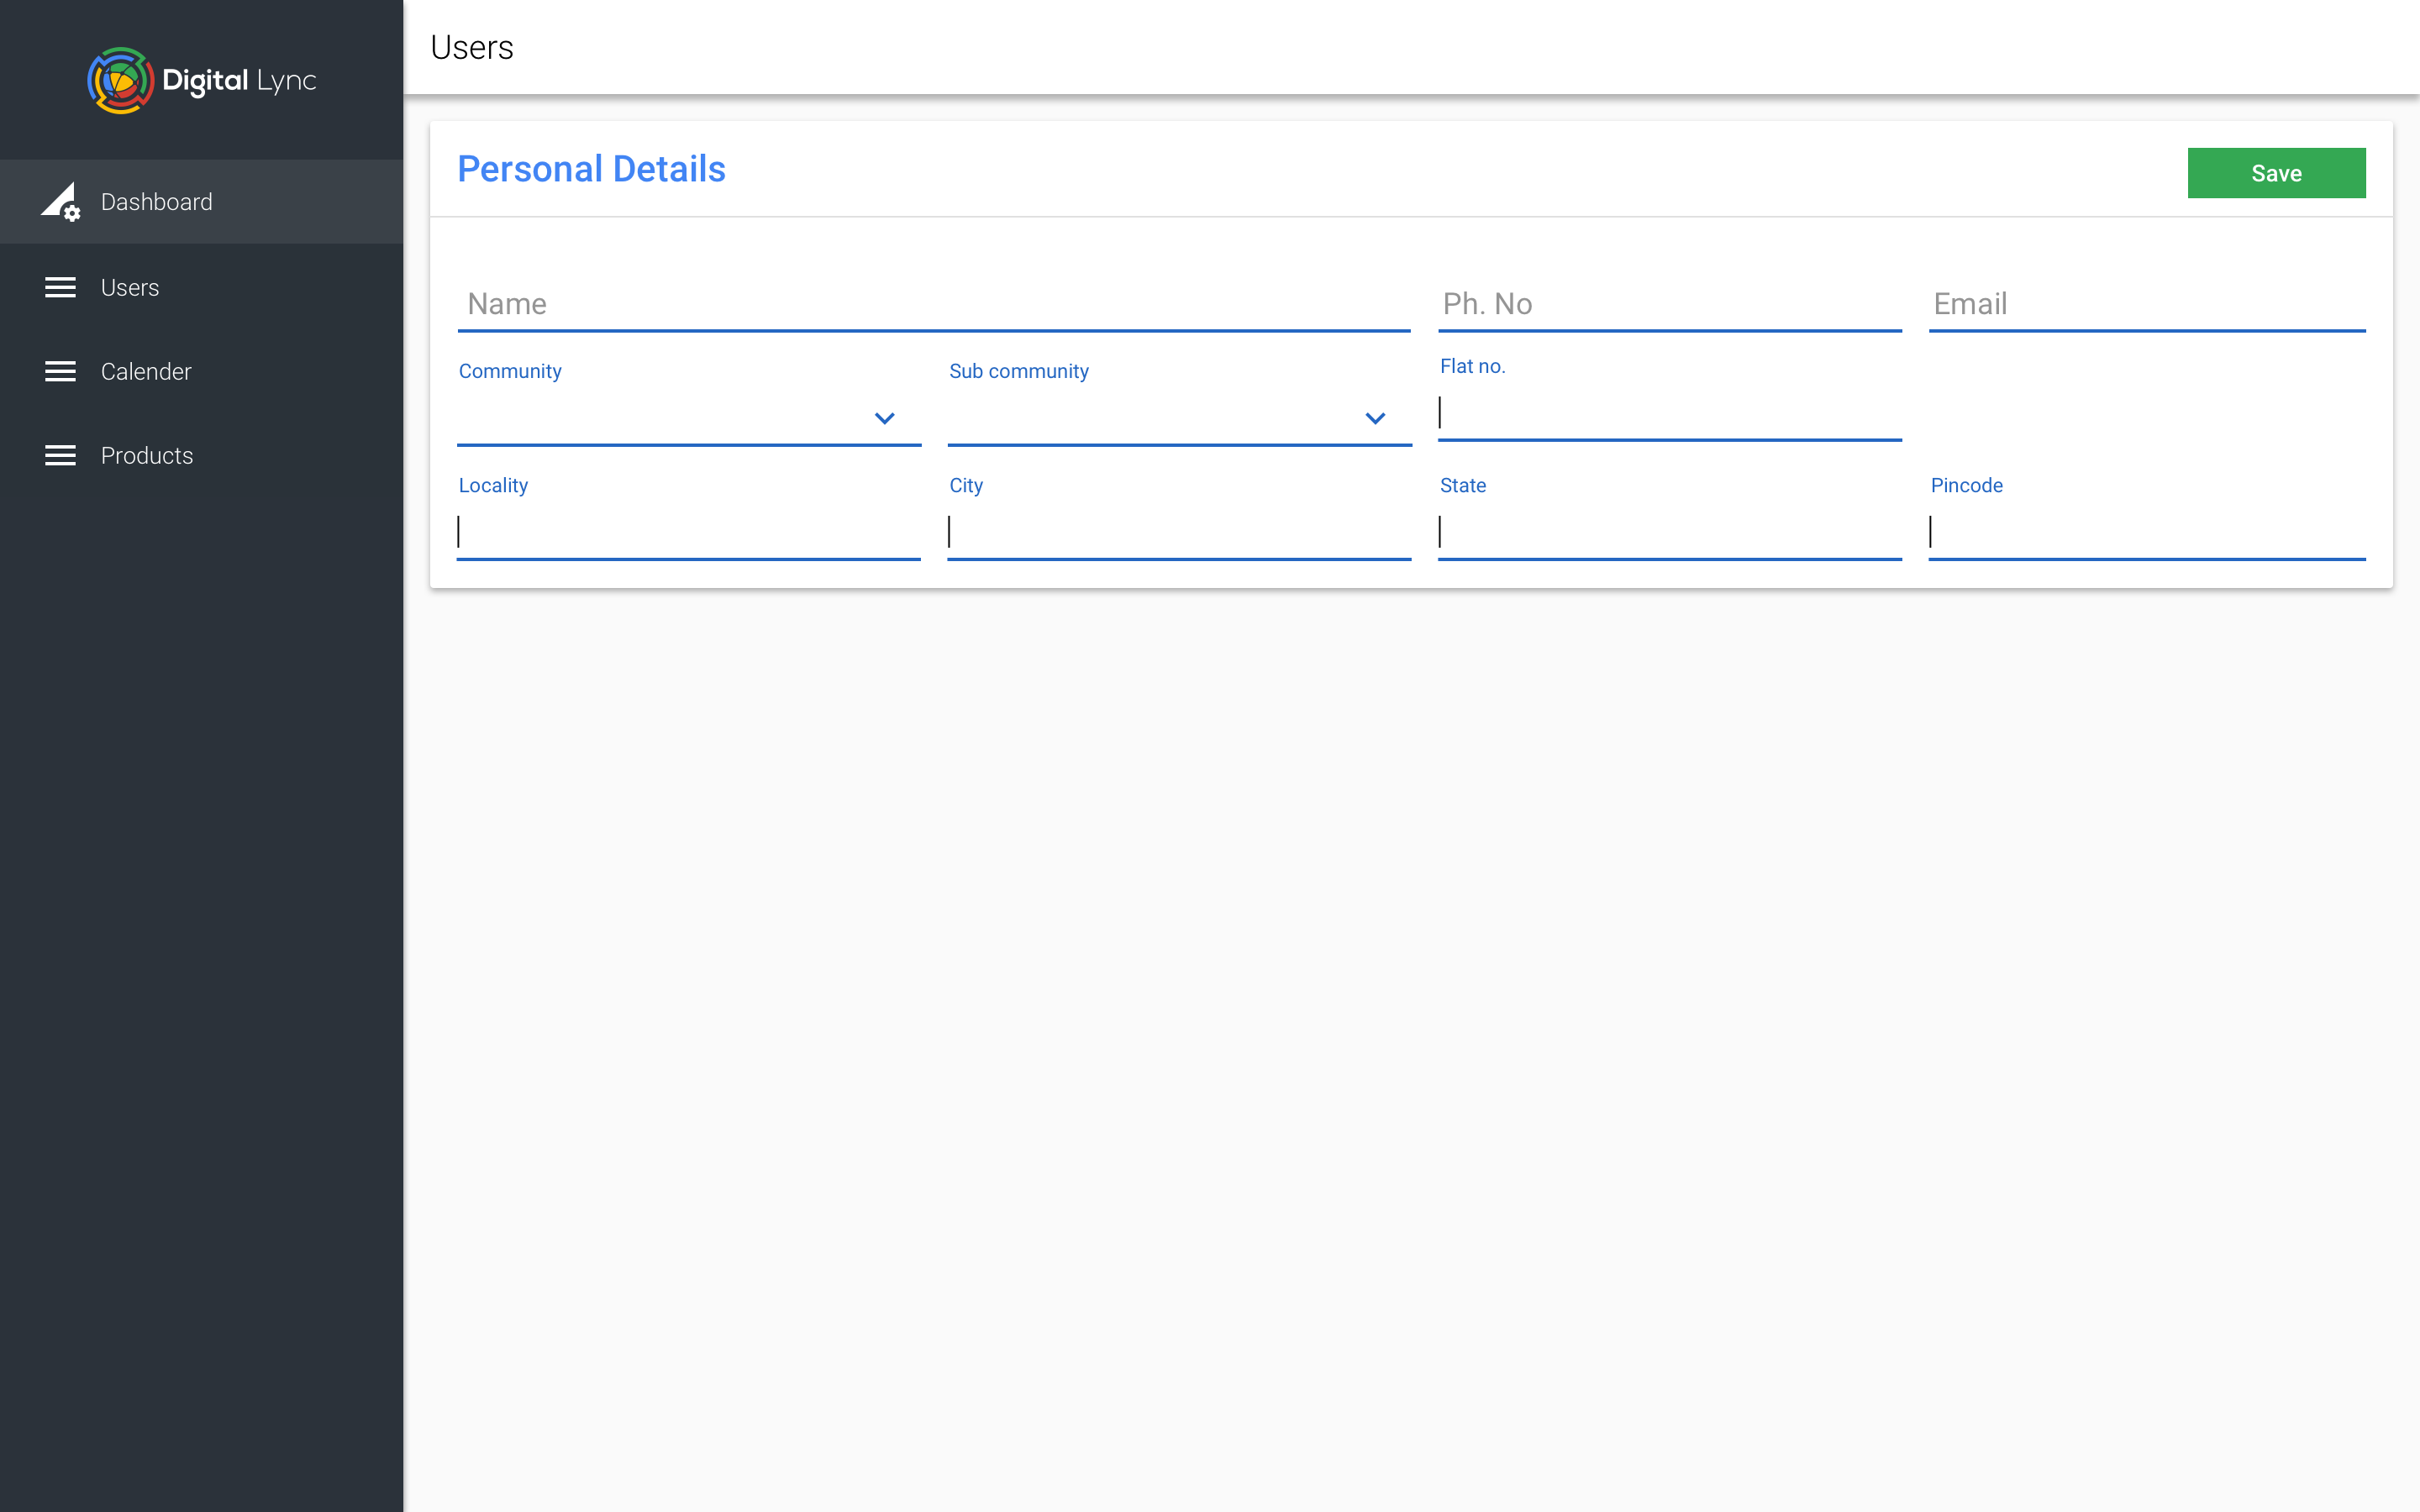 Digital Lync
Dashboard
Users
Calender
Products
Users
Personal Details
Save
Name
Ph. No
Email
Community
Sub community
Flat no.
Locality
City
State
Pincode